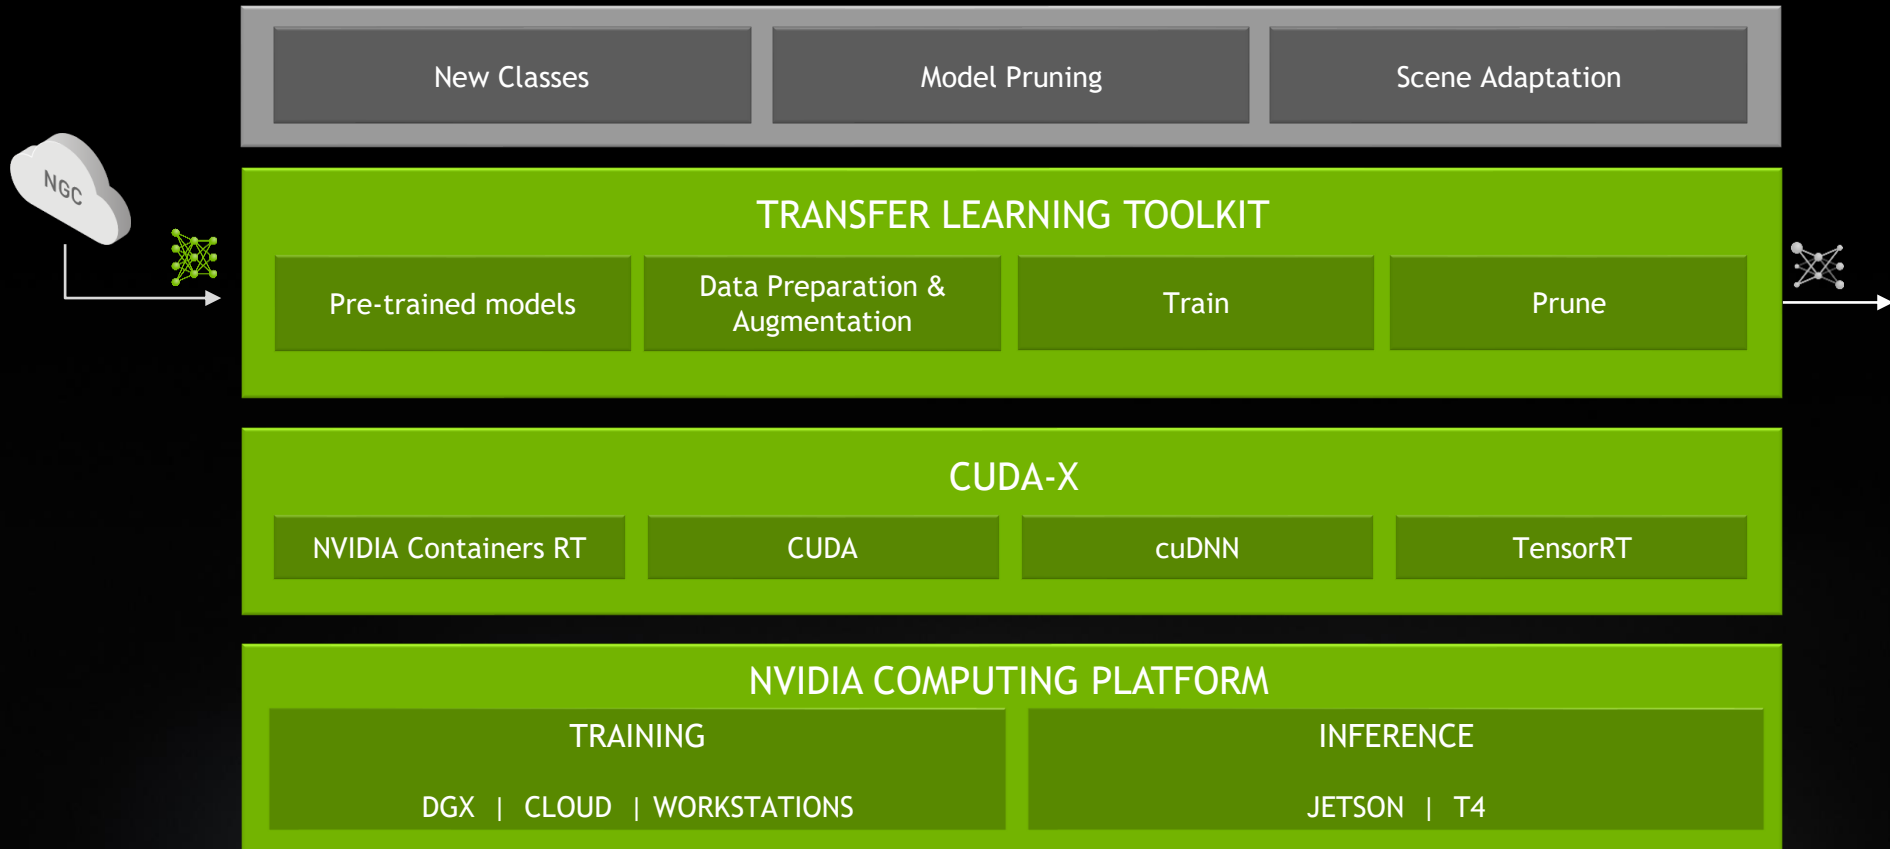 New Classes
Model Pruning
Scene Adaptation
NGC
TRANSFER LEARNING TOOLKIT
Pre-trained models
Data Preparation &
Augmentation
Train
Prune
CUDA-X
NVIDIA Containers RT
CUDA
cuDNN
TensorRT
NVIDIA COMPUTING PLATFORM
TRAINING
DGX | CLOUD | WORKSTATIONS
INFERENCE
JETSON | T4